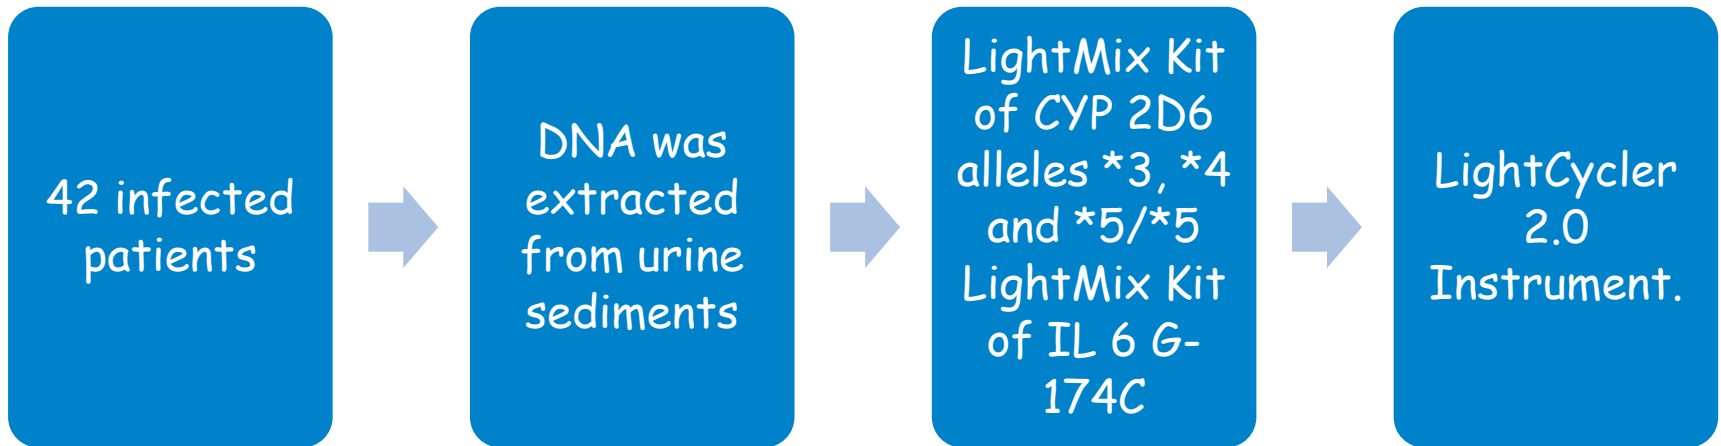 42 infected
patients
DNA was
extracted
from urine
sediments
LightMix Kit
of CYP 2D6
alleles *3, *4
and *5/*5
LightMix Kit
of IL 6 G-
174C
LightCycler
2.0
Instrument.